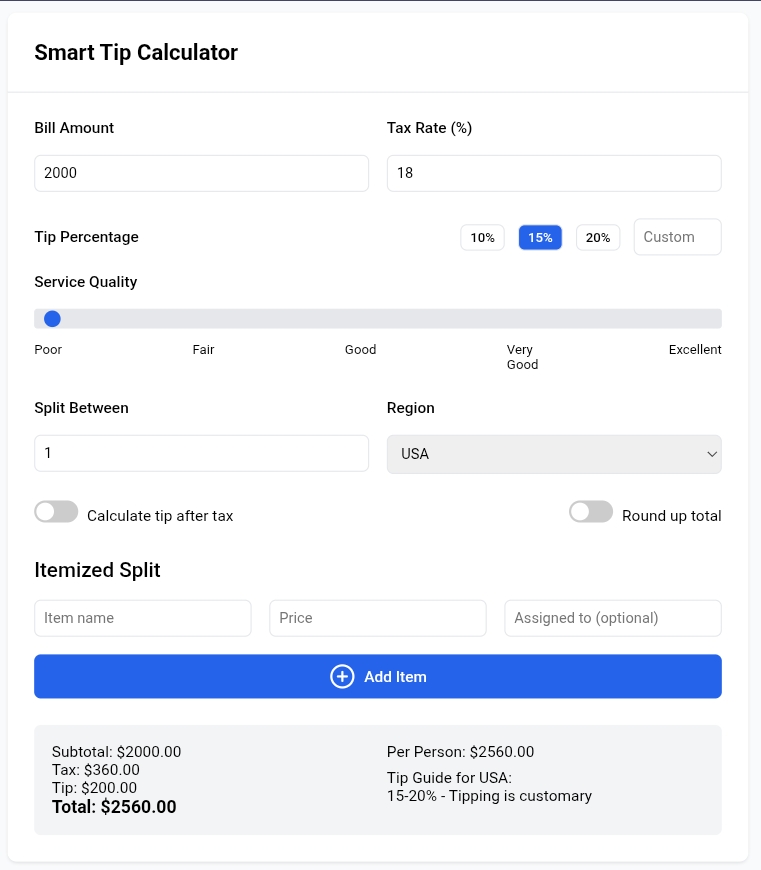 Smart Tip Calculator
Bill Amount
Tax Rate (%)
2000
18
Tip Percentage
10%
15%
20%
Custom
Service Quality
Poor
Fair
Good
Very
Good
Excellent
Split Between
Region
1
USA
Calculate tip after tax
Round up total
Itemized Split
Item name
Price
Assigned to (optional)
Add Item
Subtotal: $2000.00
Tax: $360.00
Tip: $200.00
Total: $2560.00
Per Person: $2560.00
Tip Guide for USA:
15-20% - Tipping is customary